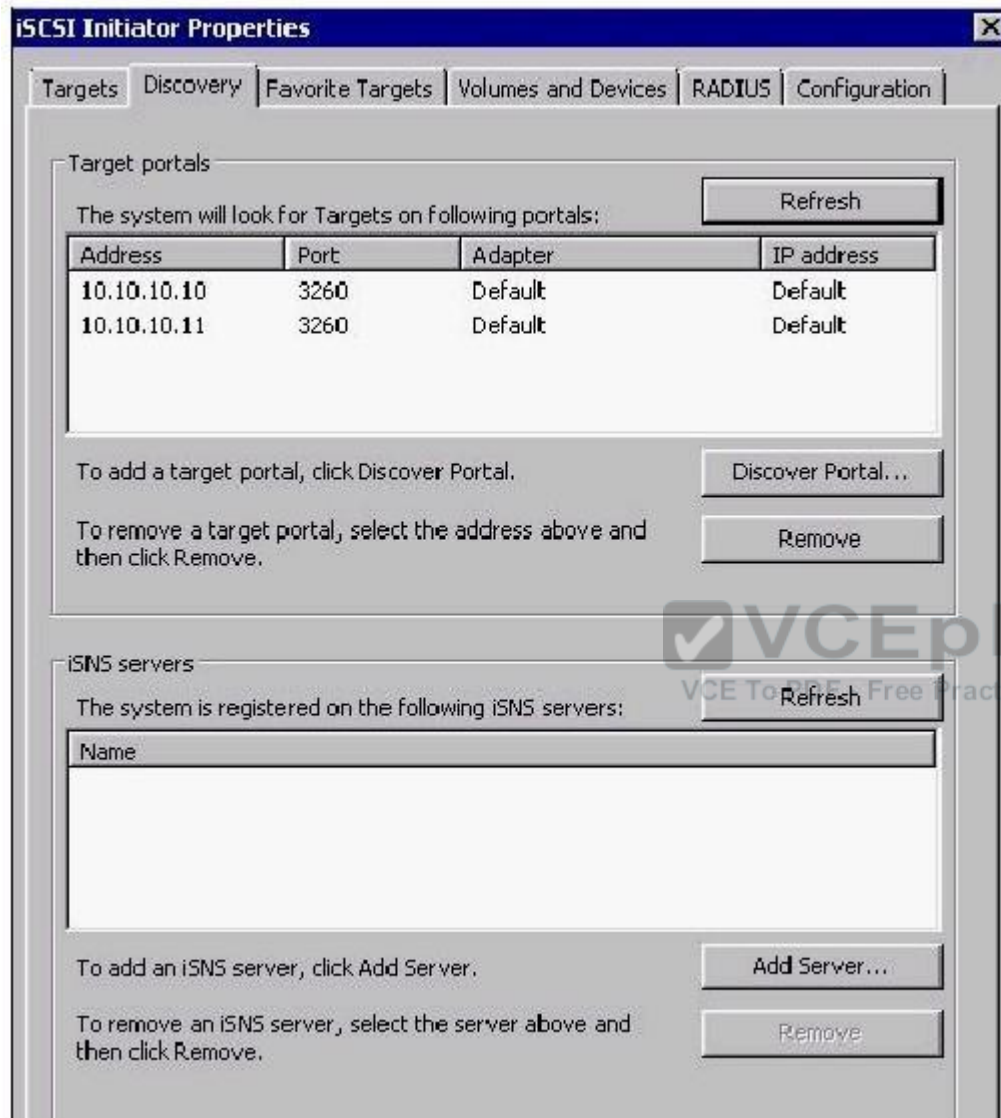 iSCSI Initiator Properties
Targets Discovery Favorite Targets Volumes and Devices RADIUS Configuration
Target portals
The system will look for Targets on following portals: Refresh
Address Port Adapter IP address
10.10.10.10 3260 Default Default
10.10.10.11 3260 Default Default
To add a target portal, click Discover Portal. Discover Portal...
To remove a target portal, select the address above and
then click Remove.
Remove
VCEpl
iSNS servers
VCE To PDF - Free Pract
The system is registered on the following iSNS servers: Refresh
Name
To add an iSNS server, click Add Server. Add Server...
To remove an iSNS server, select the server above and
then click Remove.
Remove